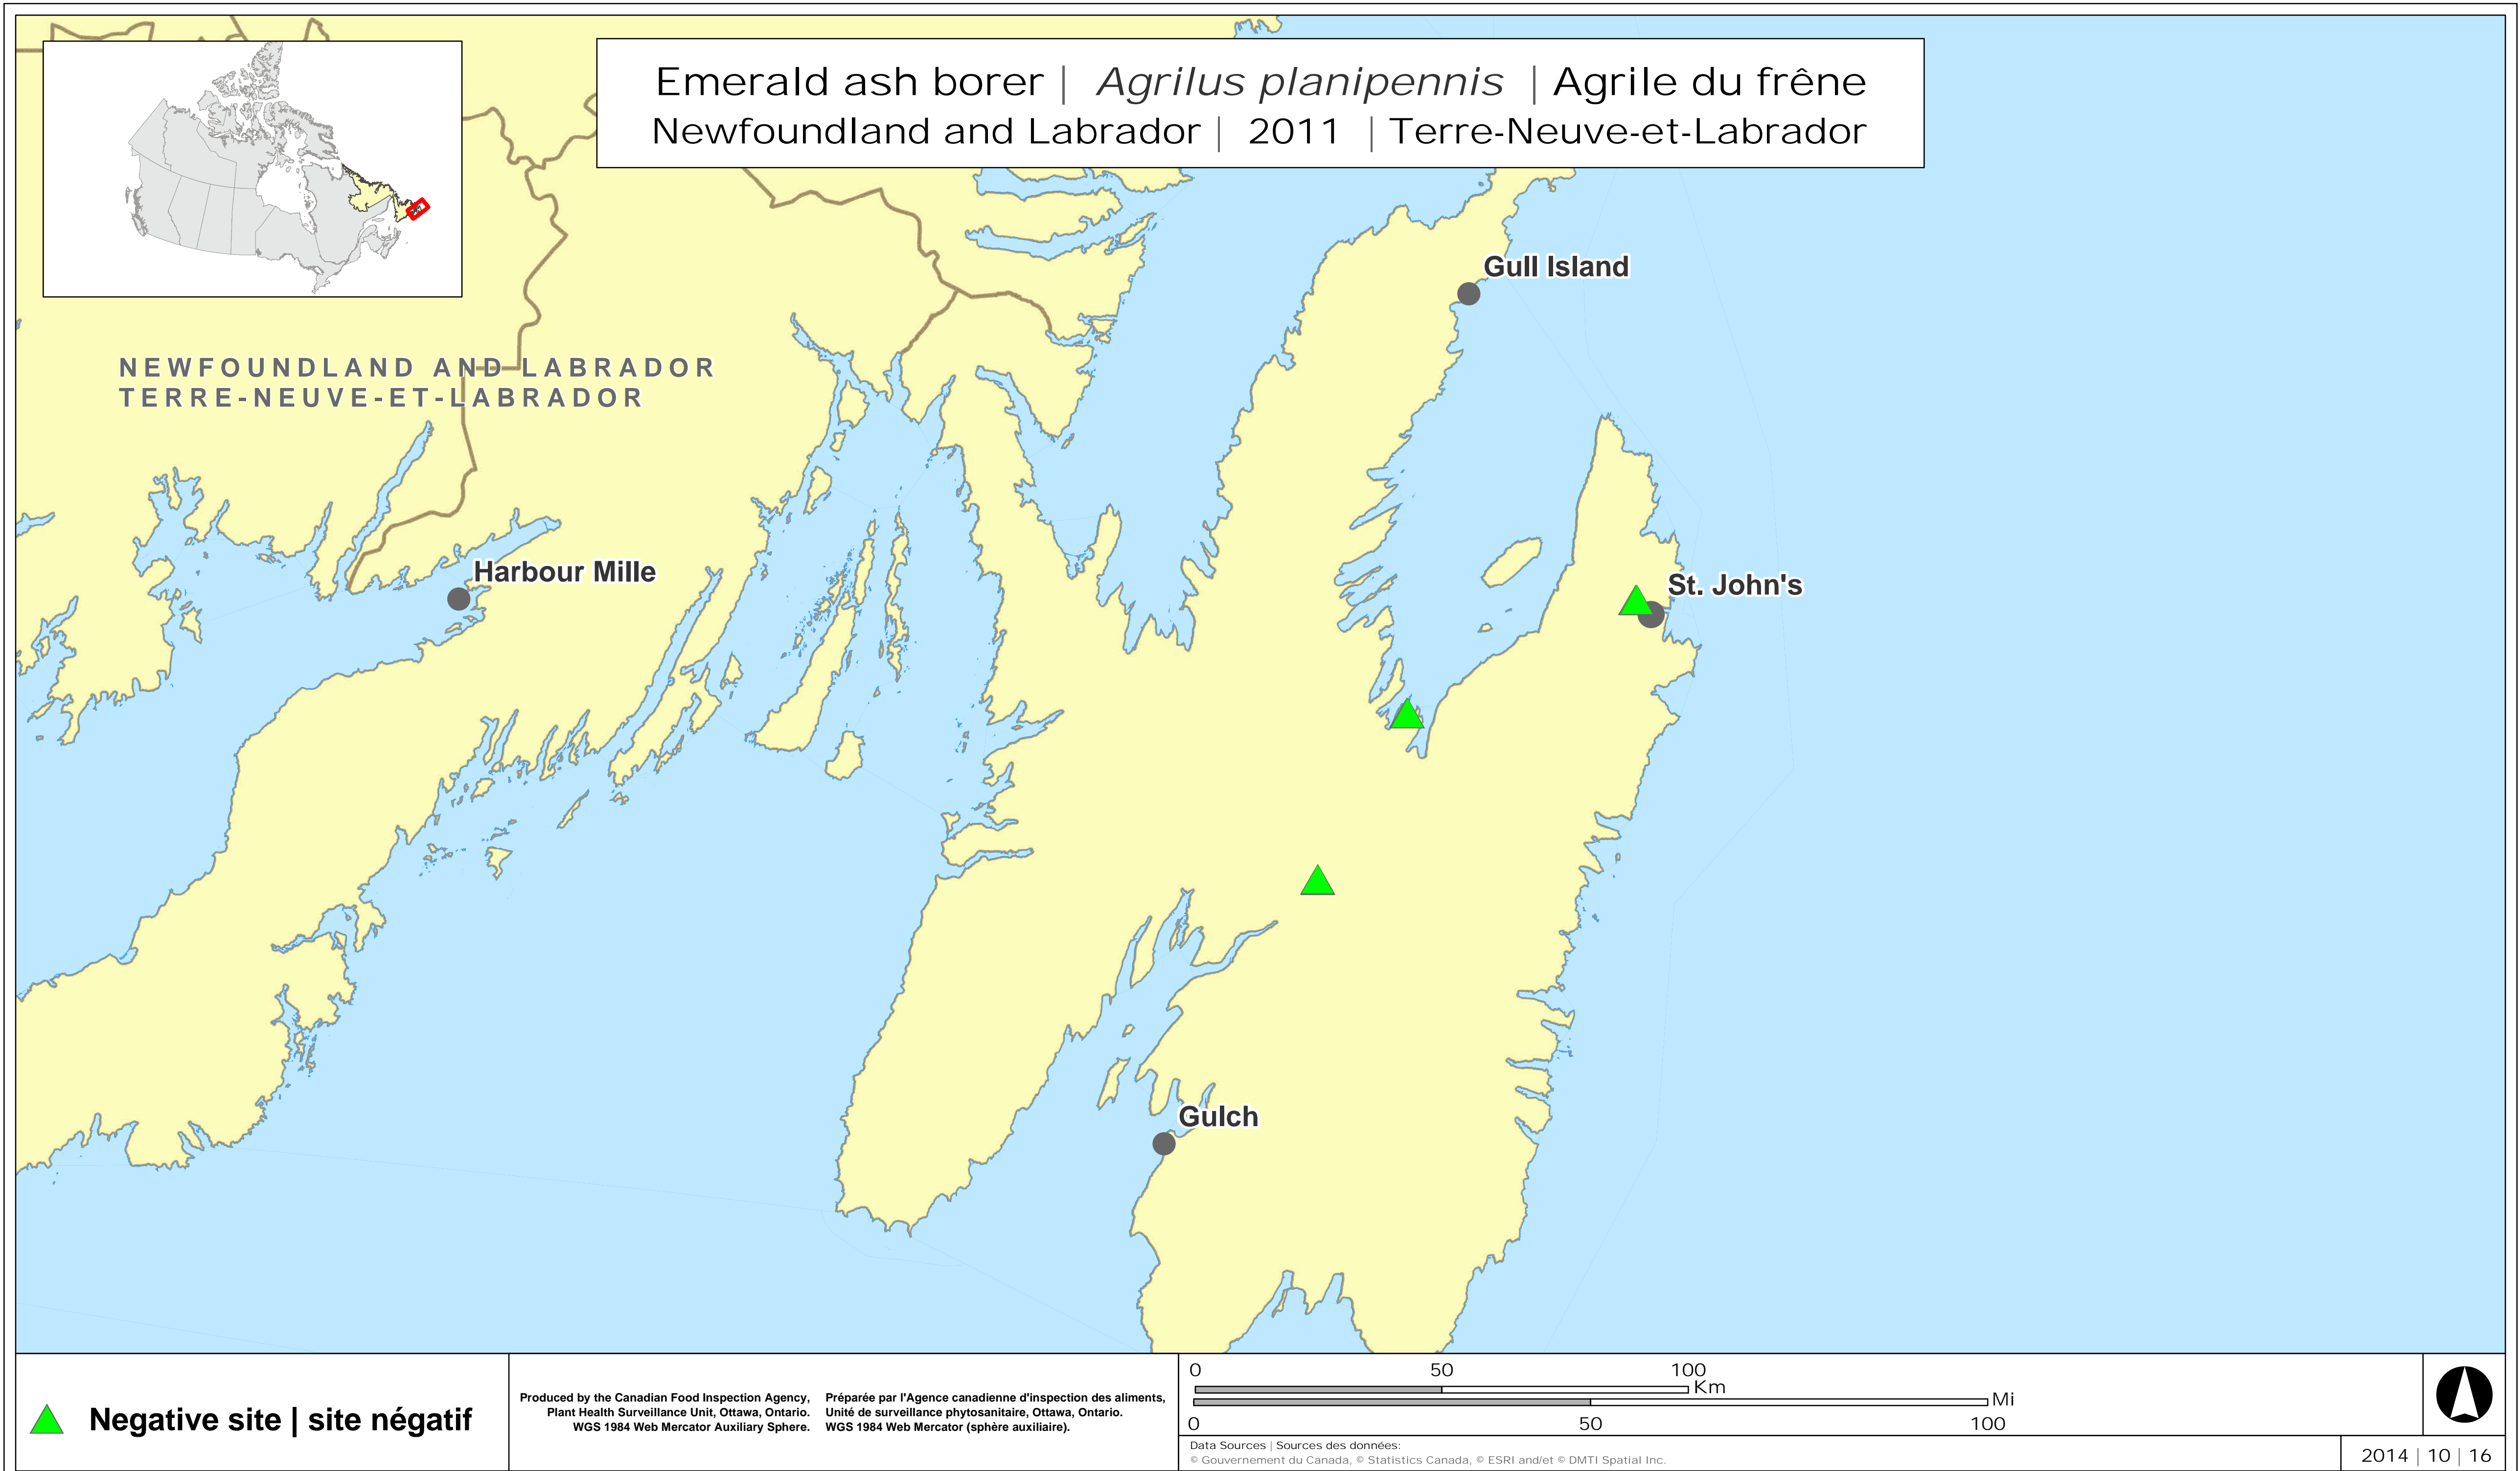 Emerald ash borer | Agrilus planipennis | Agrile du frêne
Newfoundland and Labrador | 2011 | Terre-Neuve-et-Labrador
Gull Island
NEWFOUNDLAND AND LABRADOR
TERRE-NEUVE-ET-LABRADOR
Harbour Mille
St. John's
Gulch
Negative site | site négatif
Produced by the Canadian Food Inspection Agency,
Plant Health Surveillance Unit, Ottawa, Ontario.
WGS 1984 Web Mercator Auxiliary Sphere.
Préparée par l'Agence canadienne d'inspection des aliments,
Unité de surveillance phytosanitaire, Ottawa, Ontario.
WGS 1984 Web Mercator (sphère auxiliaire).
0 50 100
Km
Mi
0 50 100
Data Sources | Sources des données:
© Gouvernement du Canada, © Statistics Canada, © ESRI and/et © DMTI Spatial Inc.
2014 | 10 | 16